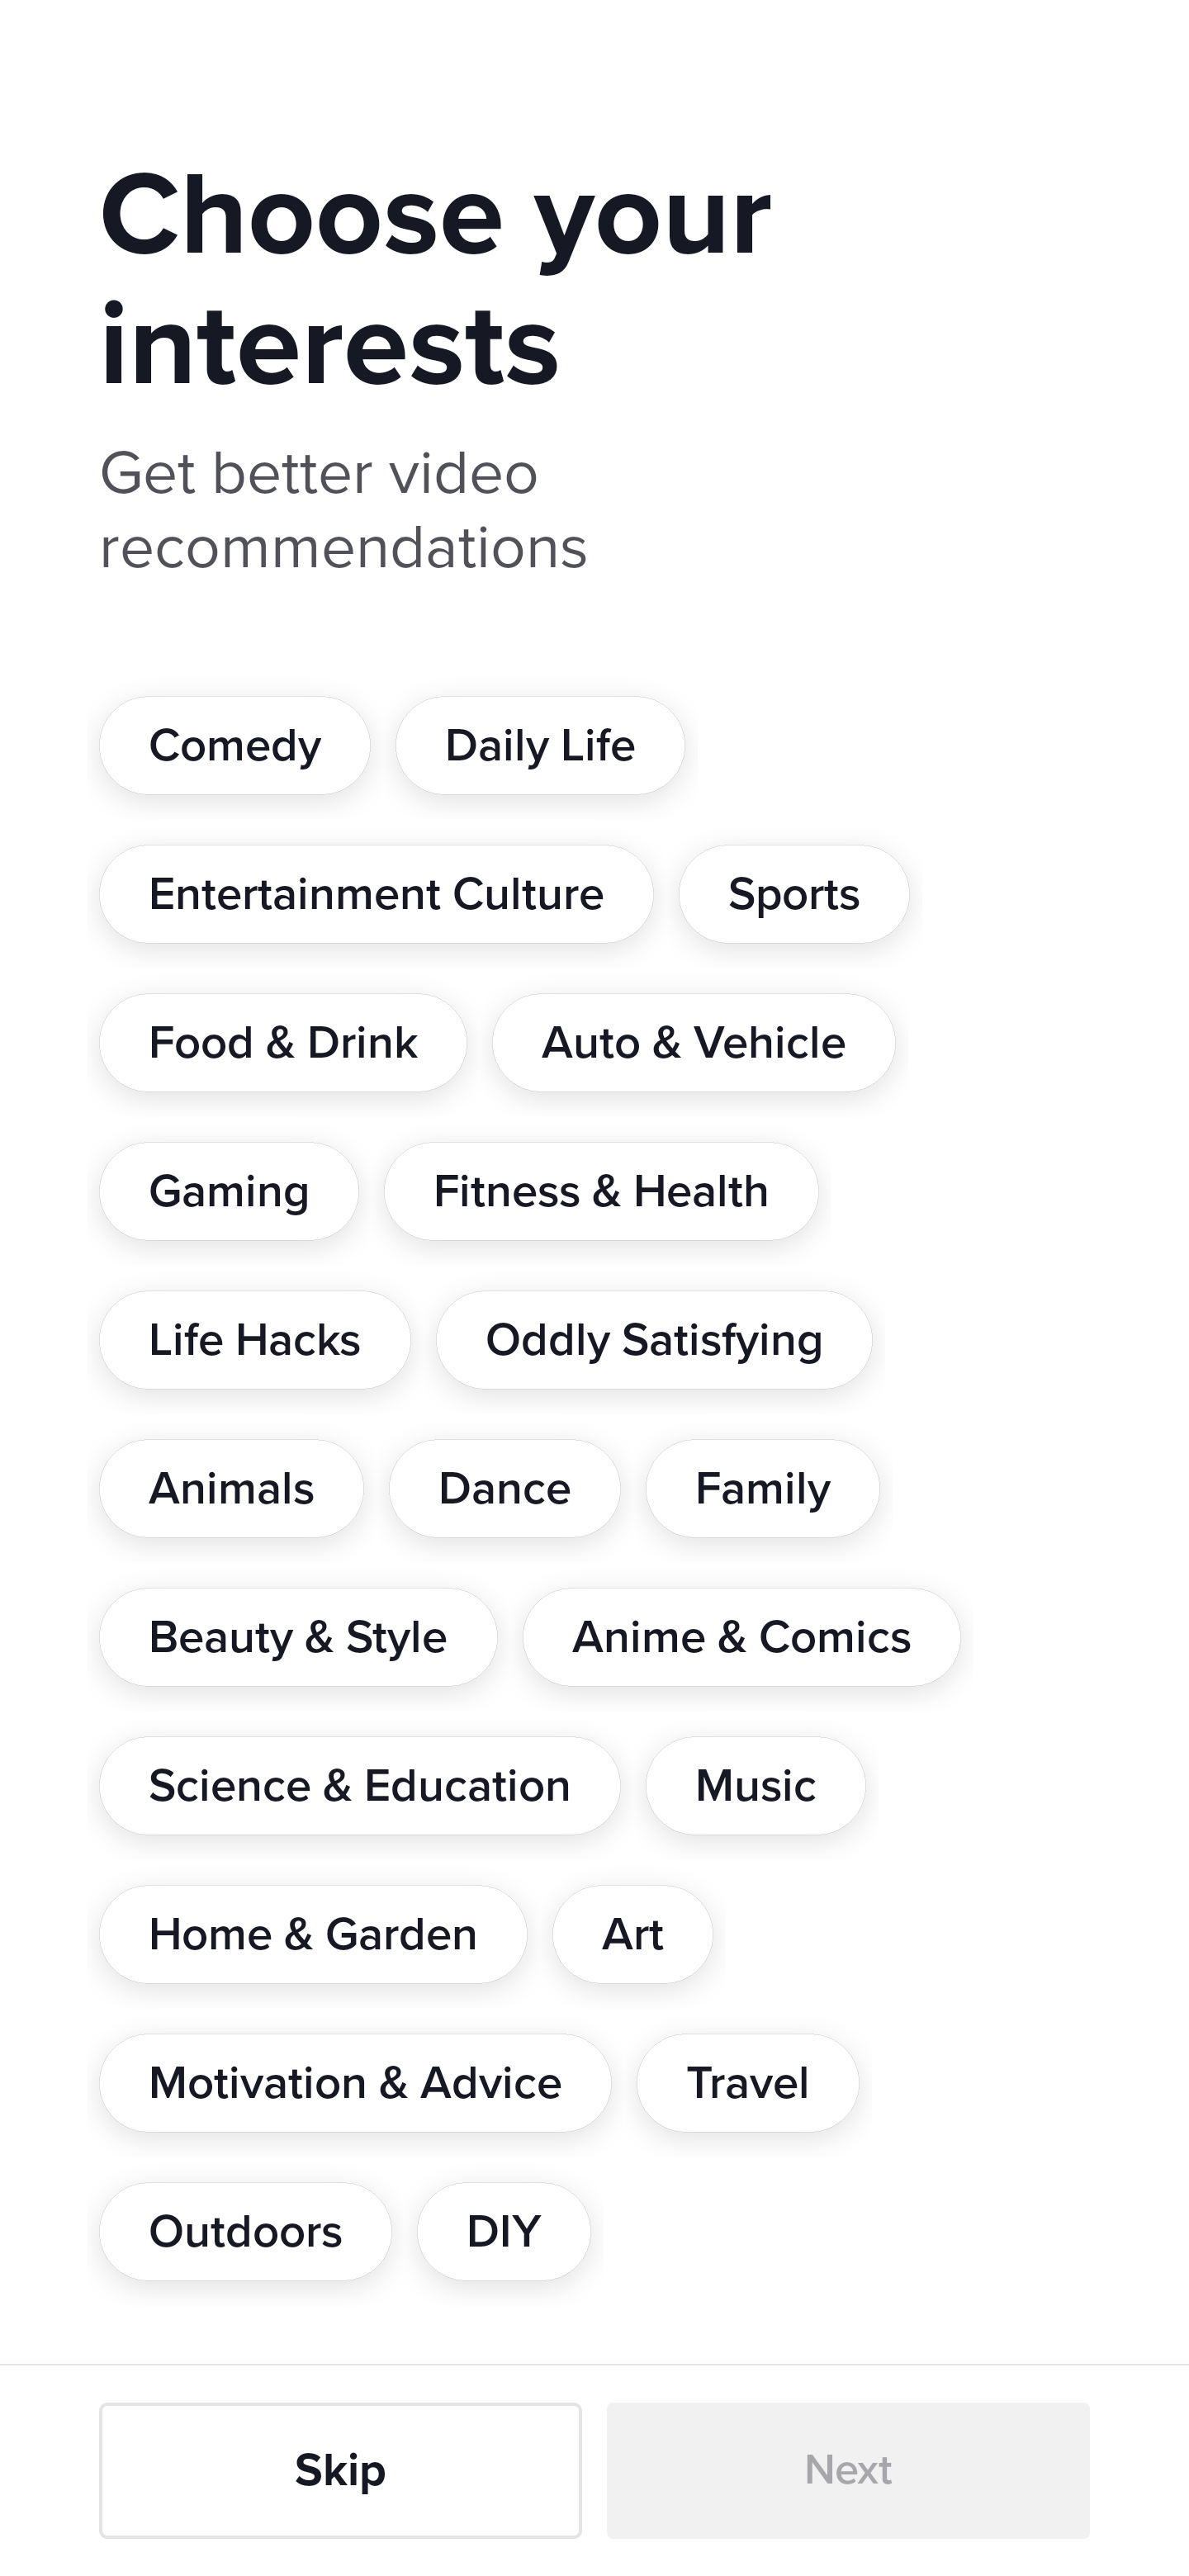 Choose your
interests
Get better video
recommendations
Comedy Daily Life
Entertainment Culture Sports
Food & Drink Auto & Vehicle
Gaming Fitness & Health
Life Hacks Oddly Satisfying
Animals Dance Family
Beauty & Style Anime & Comics
Science & Education Music
Home & Garden Art
Motivation & Advice Travel
Outdoors DIY
Skip Next